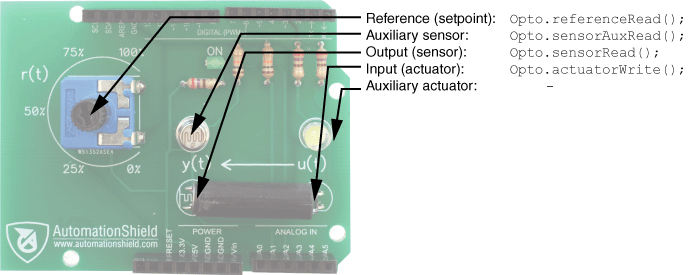 Reference (setpoint): Opto.referenceRead();
Auxiliary sensor: Opto.sensorAuxRead();
Output (sensor): Opto.sensorRead();
Input (actuator): Opto.actuatorWrite();
Auxiliary actuator: -
DIGITAL (PWM
75%
100%
ON
r(t)
50%
25%
0%
y(t)
u(t)
AutomationShield
www.automationshield.com
POWER
ANALOG IN
RESET
3.3V
5V
GND
GND
Vin
A0
A1
A2
A3
A4
A5